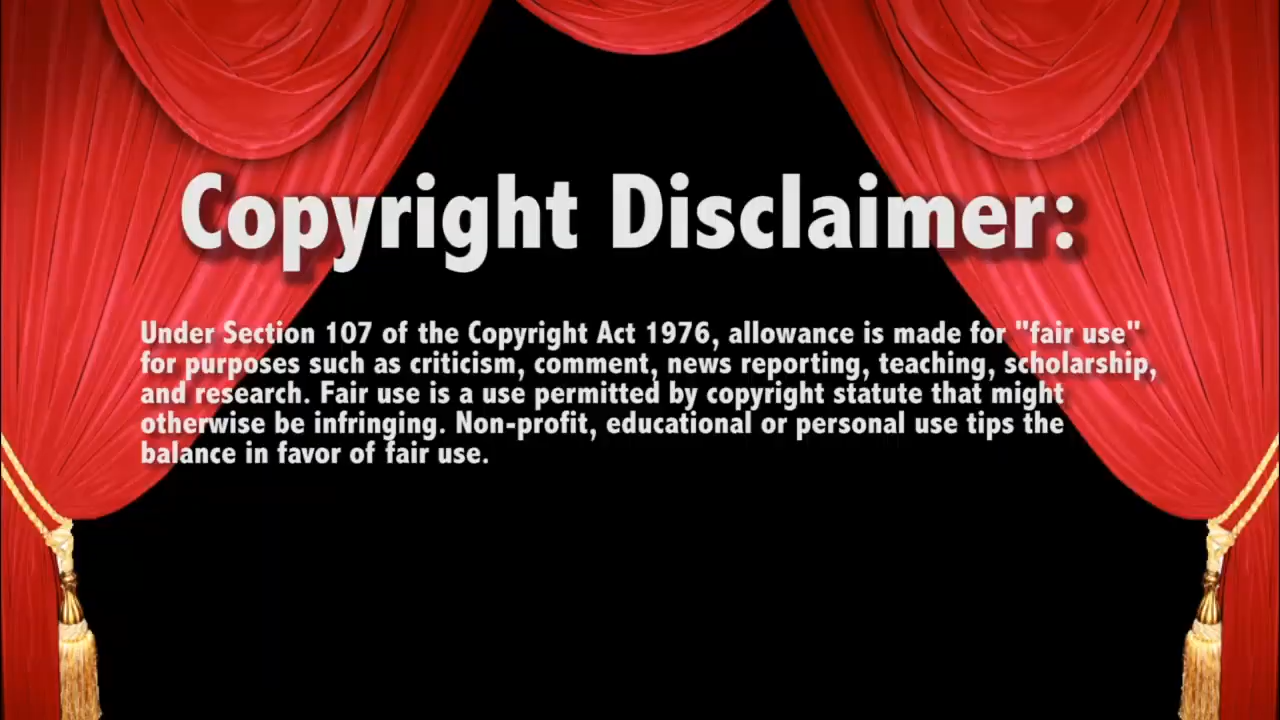 Copyright Disclaimer:
Under Section 107 of the Copyright Act 1976, allowance is made for "fair use"
for purposes such as criticism, comment, news reporting, teaching, scholarship,
and research. Fair use is a use permitted by copyright statute that might
otherwise be infringing. Non-profit, educational or personal use tips the
balance in favor of fair use.